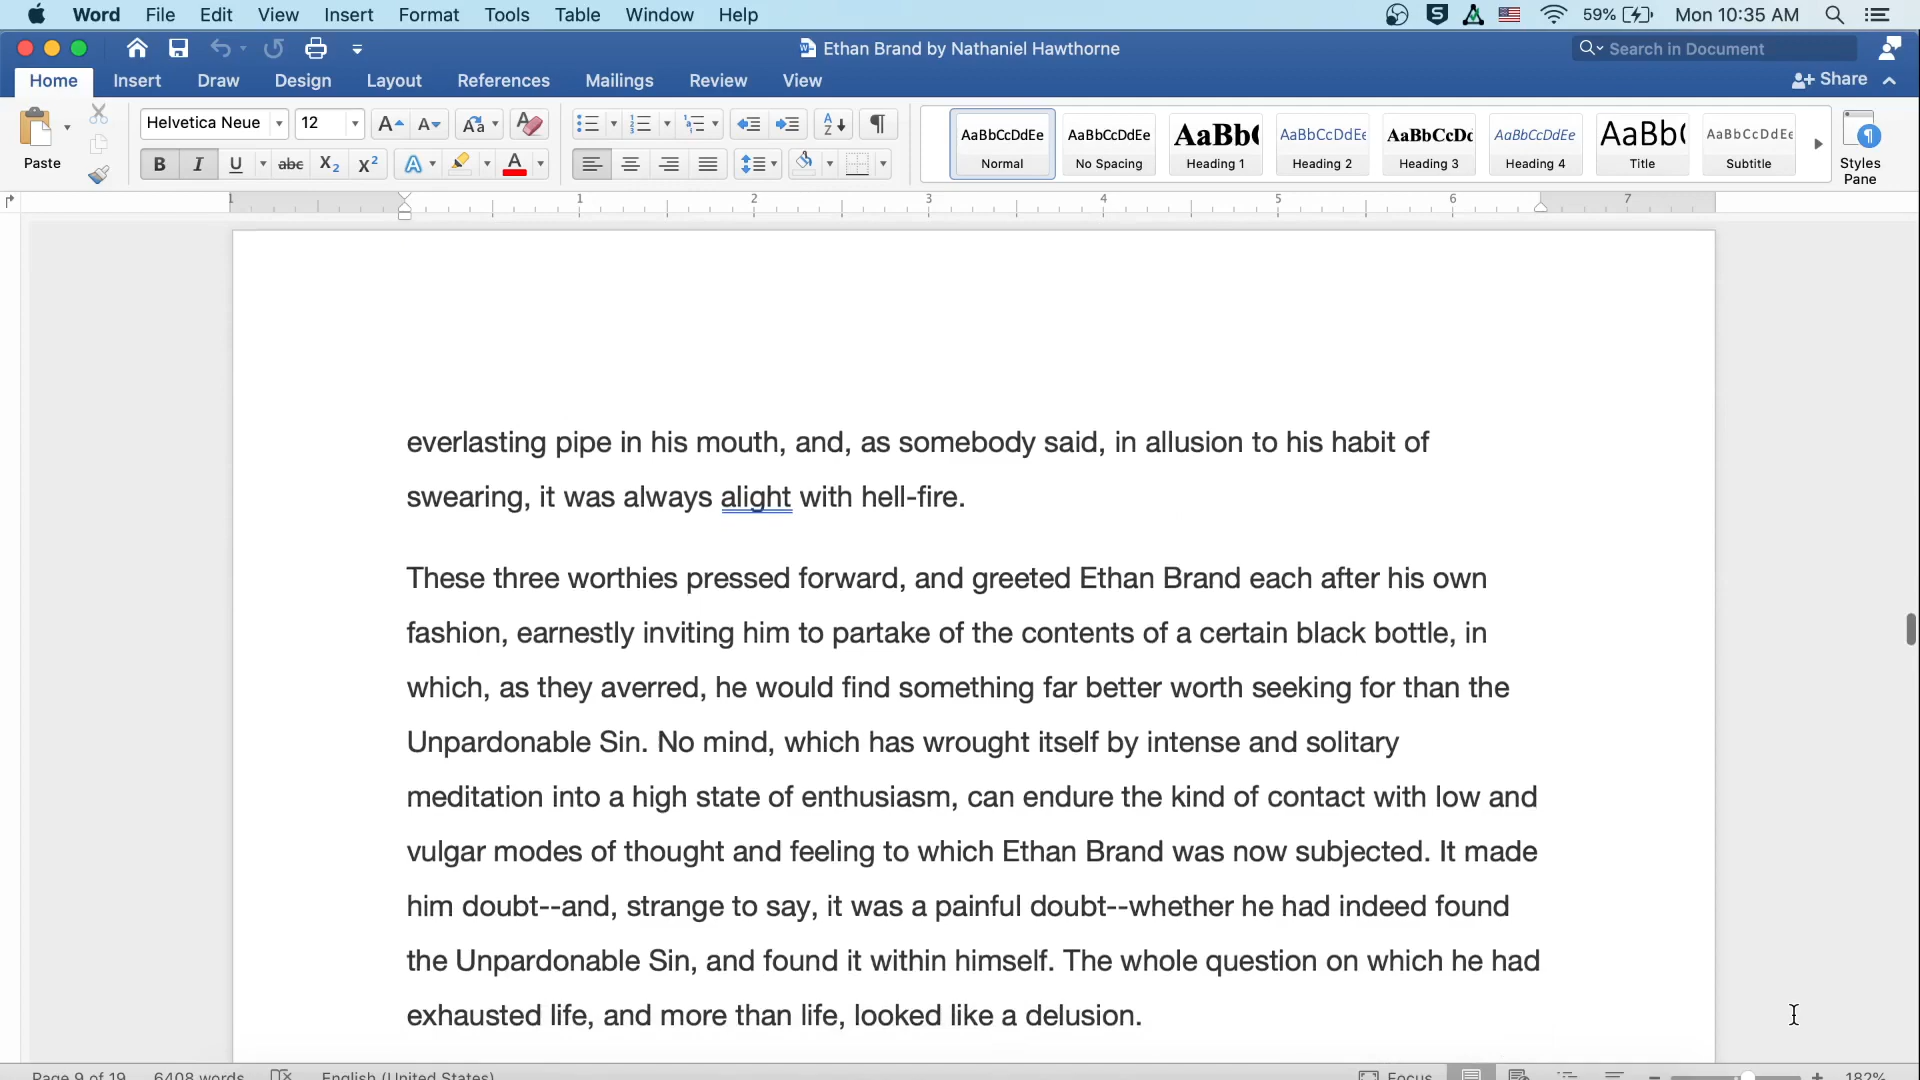 Word File Edit View Insert Format Tools Table Window Help 59% Mon 10:35 AM
Ethan Brand by Nathaniel Hawthorne Search in Document
Home Insert Draw Design Layout References Mailings Review View Share
Paste
Helvetica Neue 12
AaBbCcDdEe AaBbCcDdEe AaBb( AaBbCcDdEe AaBbCcDc AaBbCcDdEe AaBb( AaBbCcDdEe
Normal No Spacing Heading 1 Heading 2 Heading 3 Heading 4 Title Subtitle
Styles
Pane
1 1 2 3 4 5 6 7
everlasting pipe in his mouth, and, as somebody said, in allusion to his habit of
swearing, it was always alight with hell-fire.
These three worthies pressed forward, and greeted Ethan Brand each after his own
fashion, earnestly inviting him to partake of the contents of a certain black bottle, in
which, as they averred, he would find something far better worth seeking for than the
Unpardonable Sin. No mind, which has wrought itself by intense and solitary
meditation into a high state of enthusiasm, can endure the kind of contact with low and
vulgar modes of thought and feeling to which Ethan Brand was now subjected. It made
him doubt--and, strange to say, it was a painful doubt--whether he had indeed found
the Unpardonable Sin, and found it within himself. The whole question on which he had
exhausted life, and more than life, looked like a delusion.
Page 9 of 19 6408 words English (United States) Focus 182%